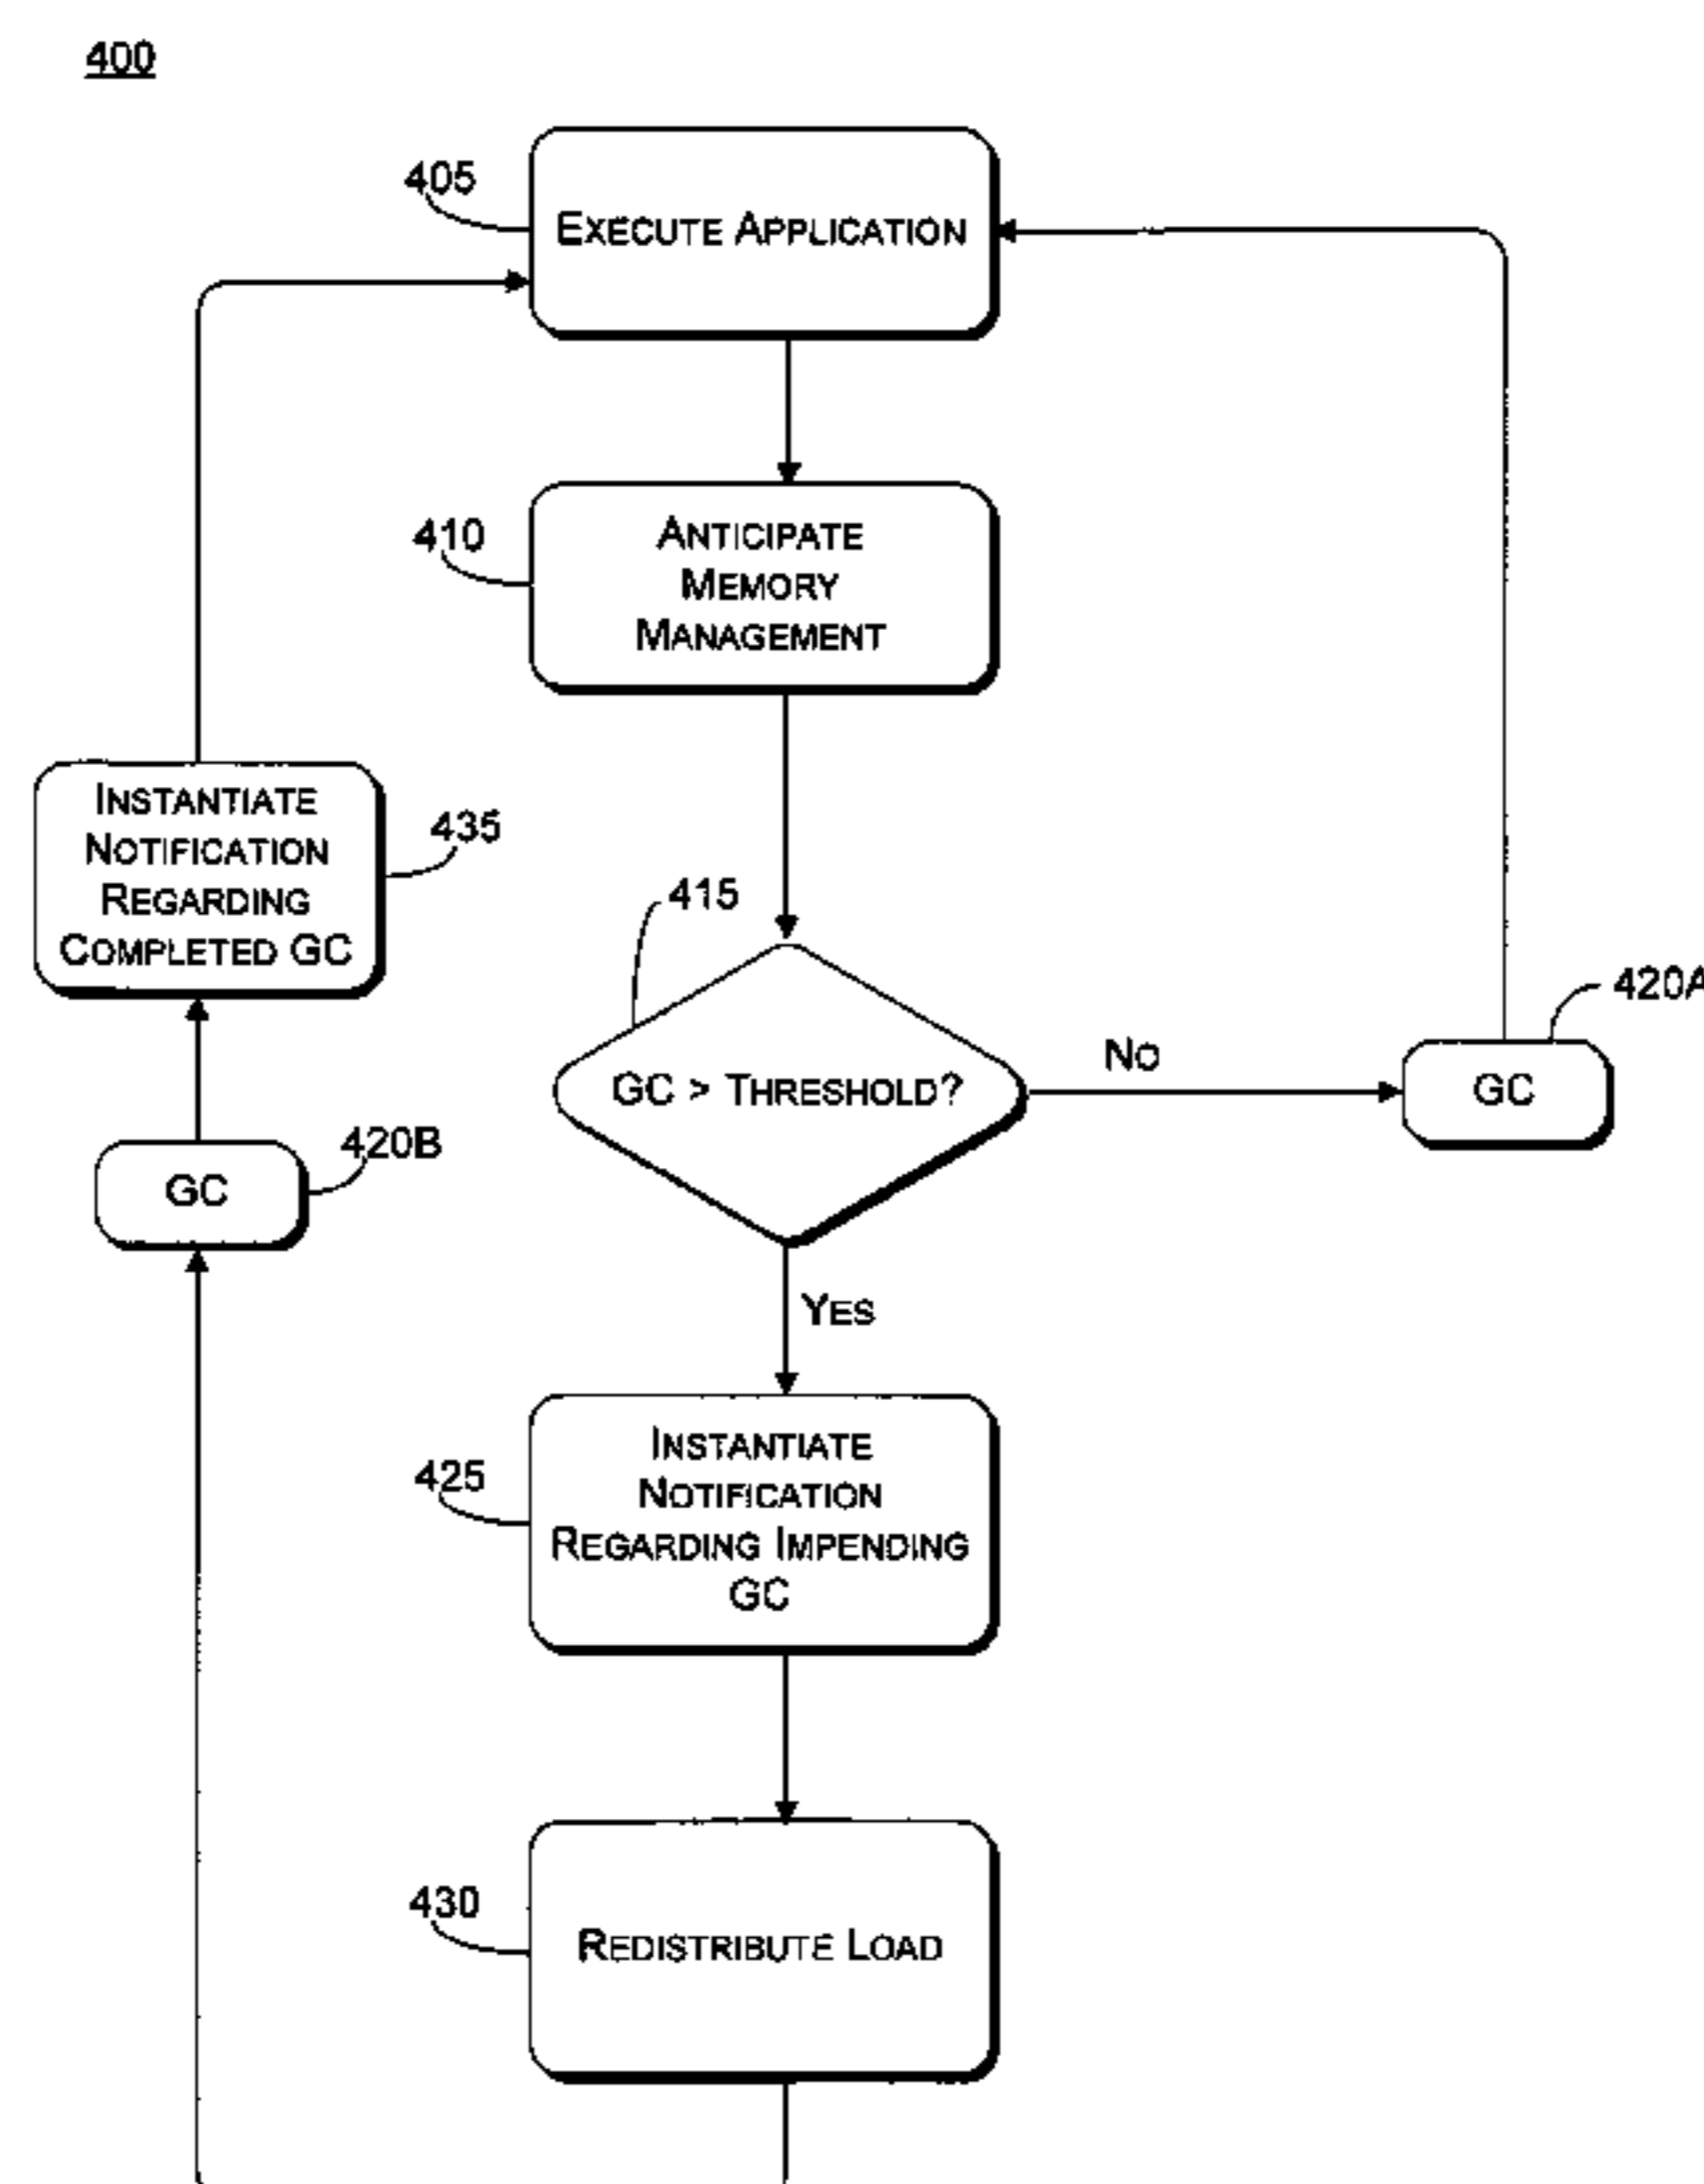 400
405
EXECUTE APPLICATION
410
ANTICIPATE
MEMORY
MANAGEMENT
INSTANTIATE
NOTIFICATION
REGARDING
COMPLETED GC
435
415
GC > THRESHOLD?
NO
420A
GC
420B
GC
YES
425
INSTANTIATE
NOTIFICATION
REGARDING IMPENDING
GC
430
REDISTRIBUTE LOAD